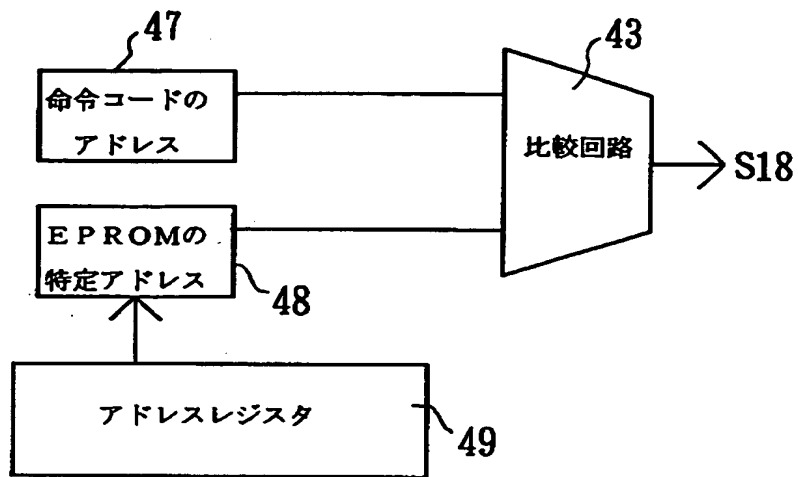 47
43
命令コードの
アドレス
比較回路
S18
EPROMの
特定アドレス
48
アドレスレジスタ
49